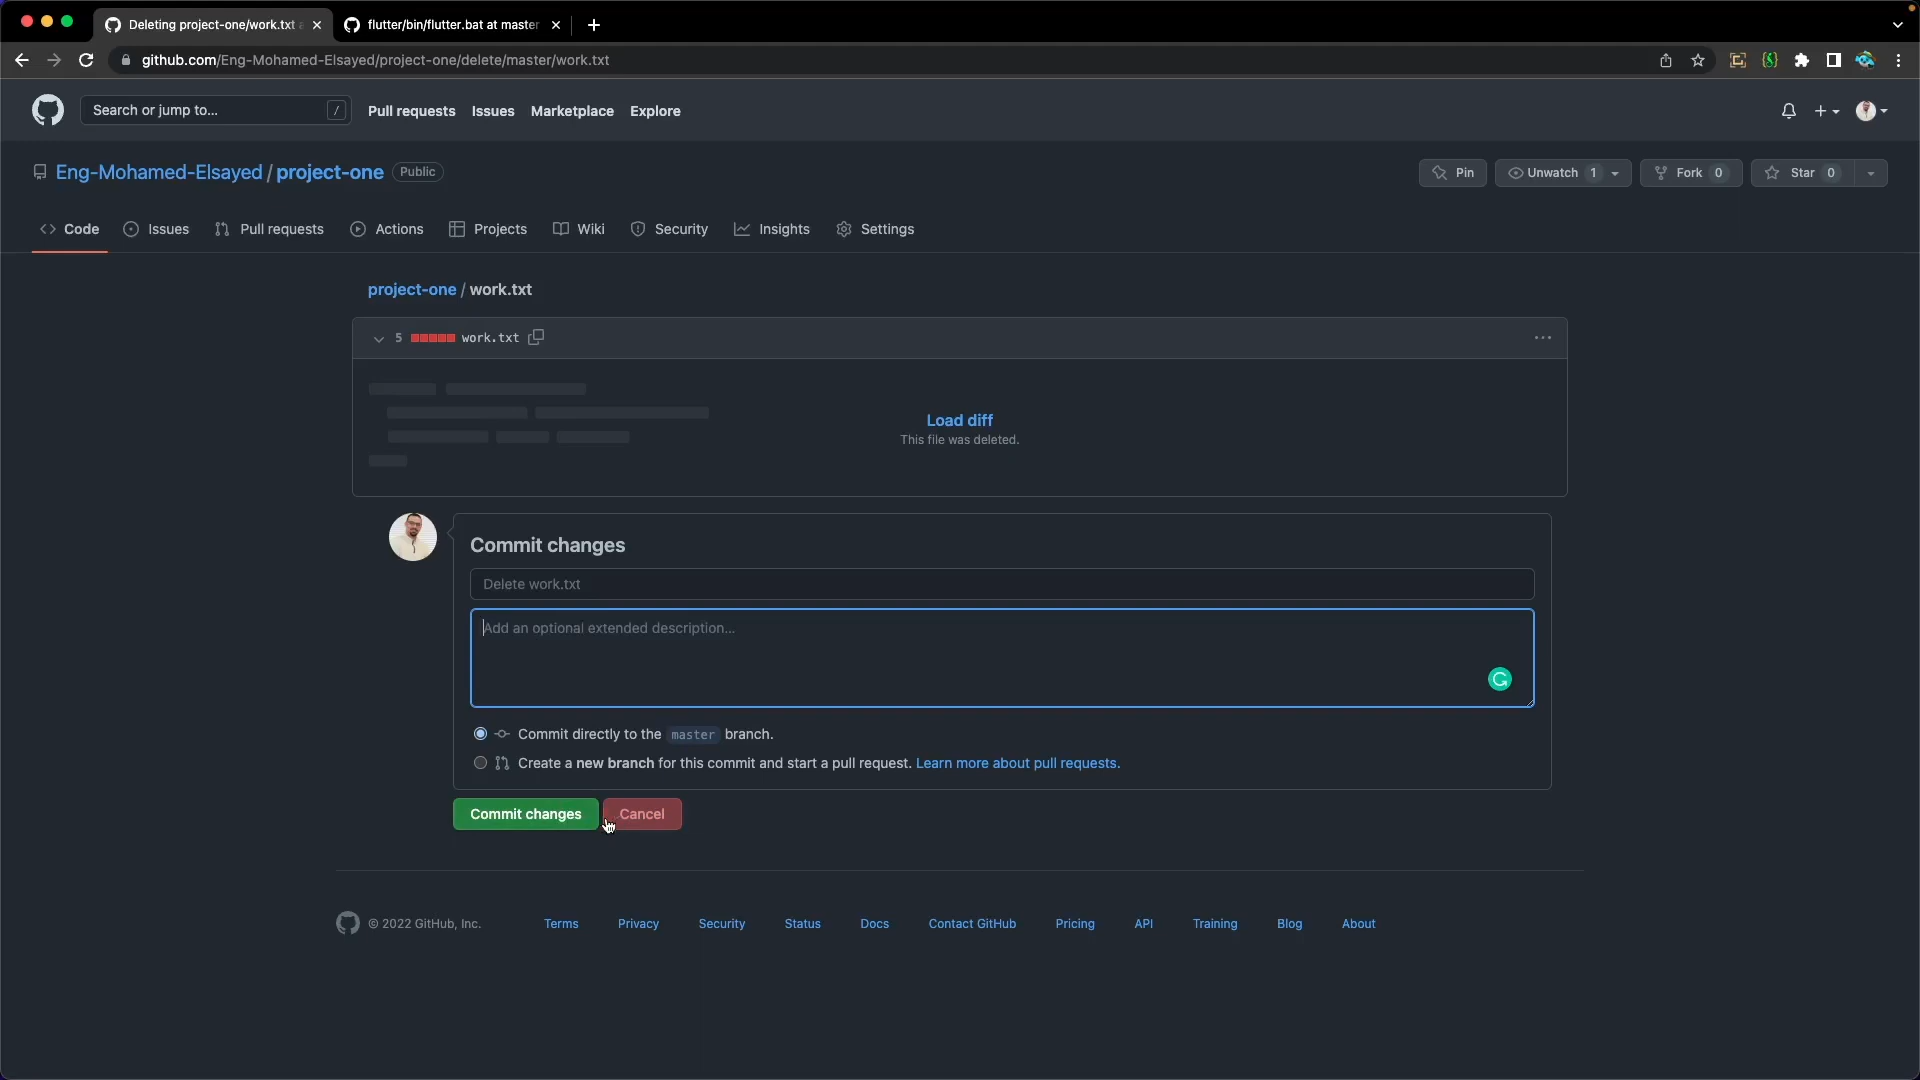 Deleting project-one/work.txt a
flutter/bin/flutter.bat at master
github.com/Eng-Mohamed-Elsayed/project-one/delete/master/work.txt
Search or jump to... /
Pull requests Issues Marketplace Explore
Eng-Mohamed-Elsayed / project-one Public
Pin Unwatch 1 Fork 0 Star 0
Code Issues Pull requests Actions Projects Wiki Security Insights Settings
project-one / work.txt
5 work.txt
Load diff
This file was deleted.
Commit changes
Delete work.txt
Add an optional extended description...
Commit directly to the master branch.
Create a new branch for this commit and start a pull request. Learn more about pull requests.
Commit changes Cancel
© 2022 GitHub, Inc. Terms Privacy Security Status Docs Contact GitHub Pricing API Training Blog About